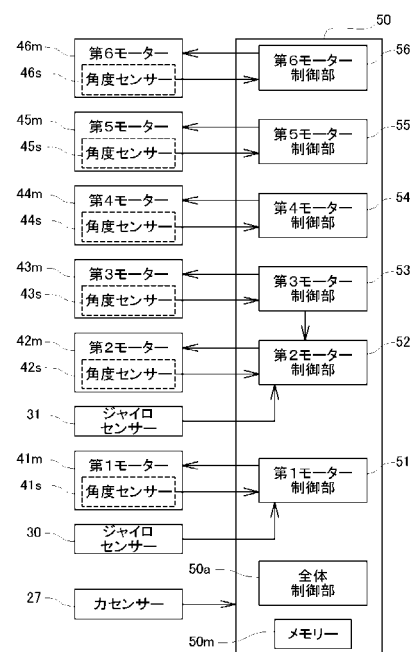 50
46m
第6モーター
46s
角度センサー
第6モーター
制御部
56
45m
第5モーター
45s
角度センサー
第5モーター
制御部
55
44m
第4モーター
44s
角度センサー
第4モーター
制御部
54
43m
第3モーター
43s
角度センサー
第3モーター
制御部
53
42m
第2モーター
42s
角度センサー
第2モーター
制御部
52
31
ジャイロ
センサー
41m
第1モーター
41s
角度センサー
第1モーター
制御部
51
30
ジャイロ
センサー
50a
全体
制御部
27
力センサー
50m
メモリー